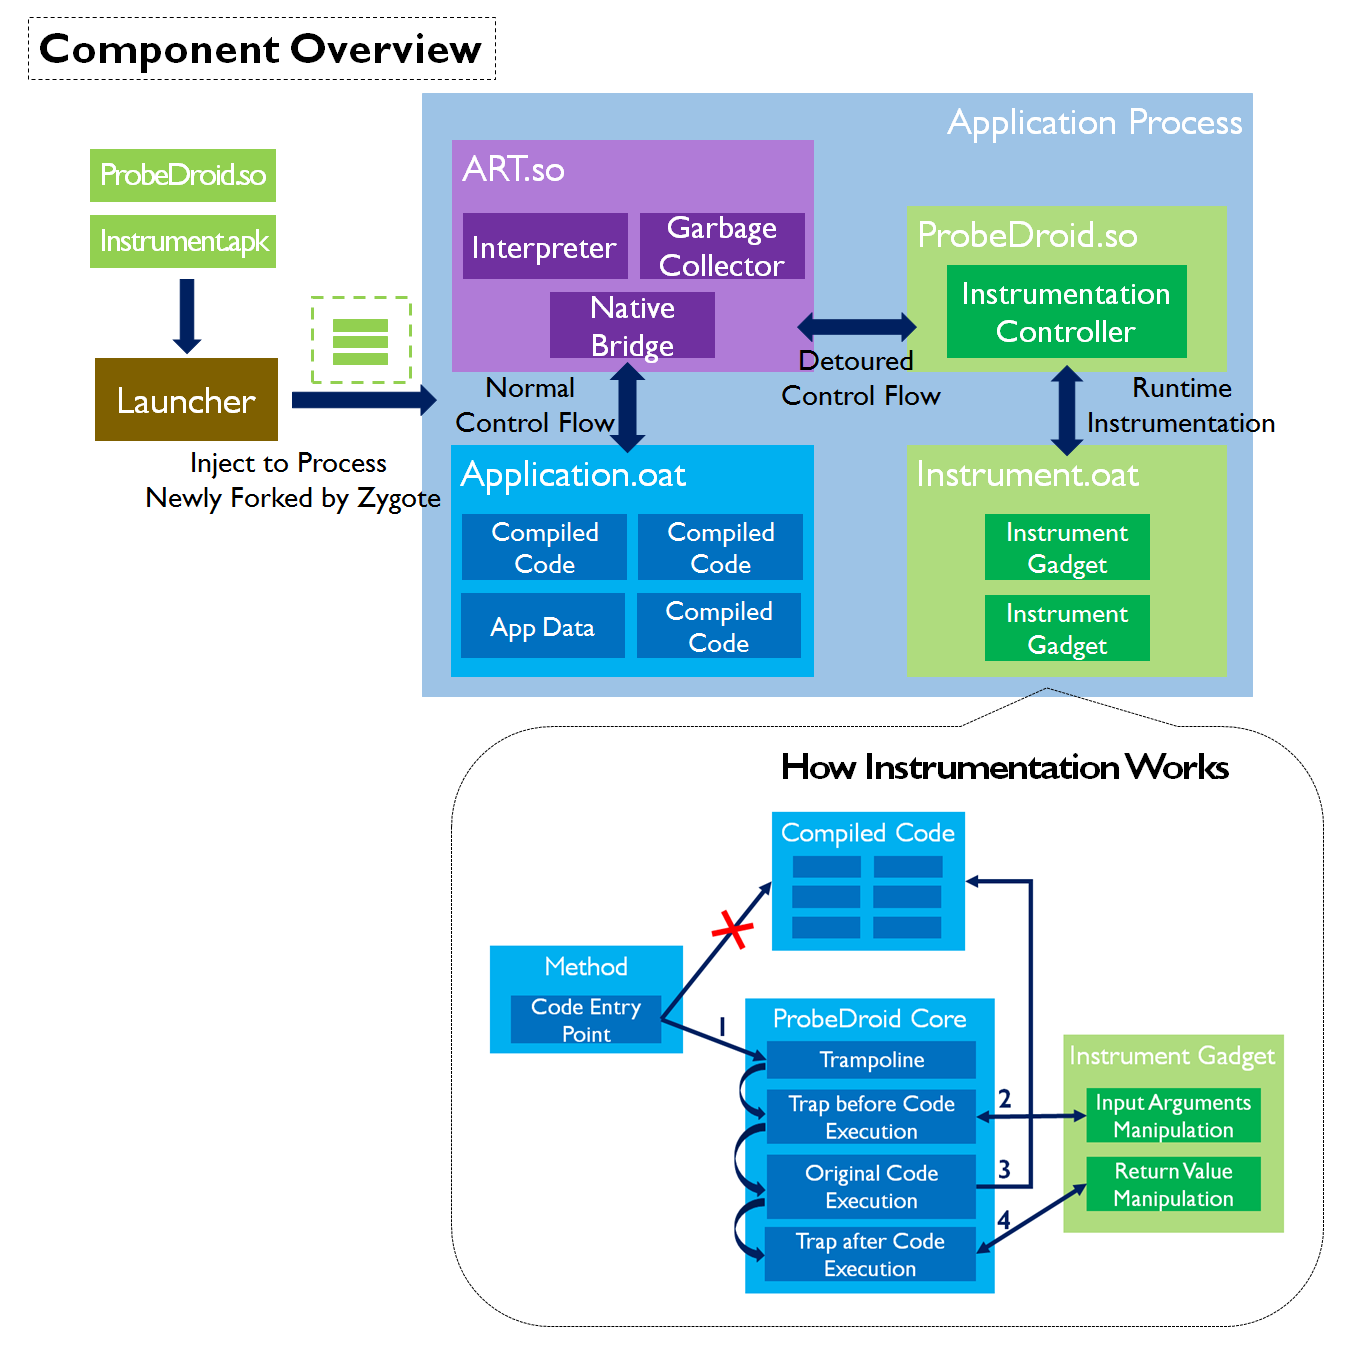 Component Overview
Application Process
ProbeDroid.so
Instrument.apk
Launcher
Inject to Process
Newly Forked by Zygote
ART.so
Interpreter
Garbage
Collector
Native
Bridge
Normal
Control Flow
Detoured
Control Flow
ProbeDroid.so
Instrumentation
Controller
Runtime
Instrumentation
Application.oat
Compiled
Code
Compiled
Code
App Data
Compiled
Code
Instrument.oat
Instrument
Gadget
Instrument
Gadget
How Instrumentation Works
Compiled Code
Method
Code Entry
Point
1
ProbeDroid Core
Trampoline
Trap before Code
Execution
Original Code
Execution
Trap after Code
Execution
2
3
4
Instrument Gadget
Input Arguments
Manipulation
Return Value
Manipulation